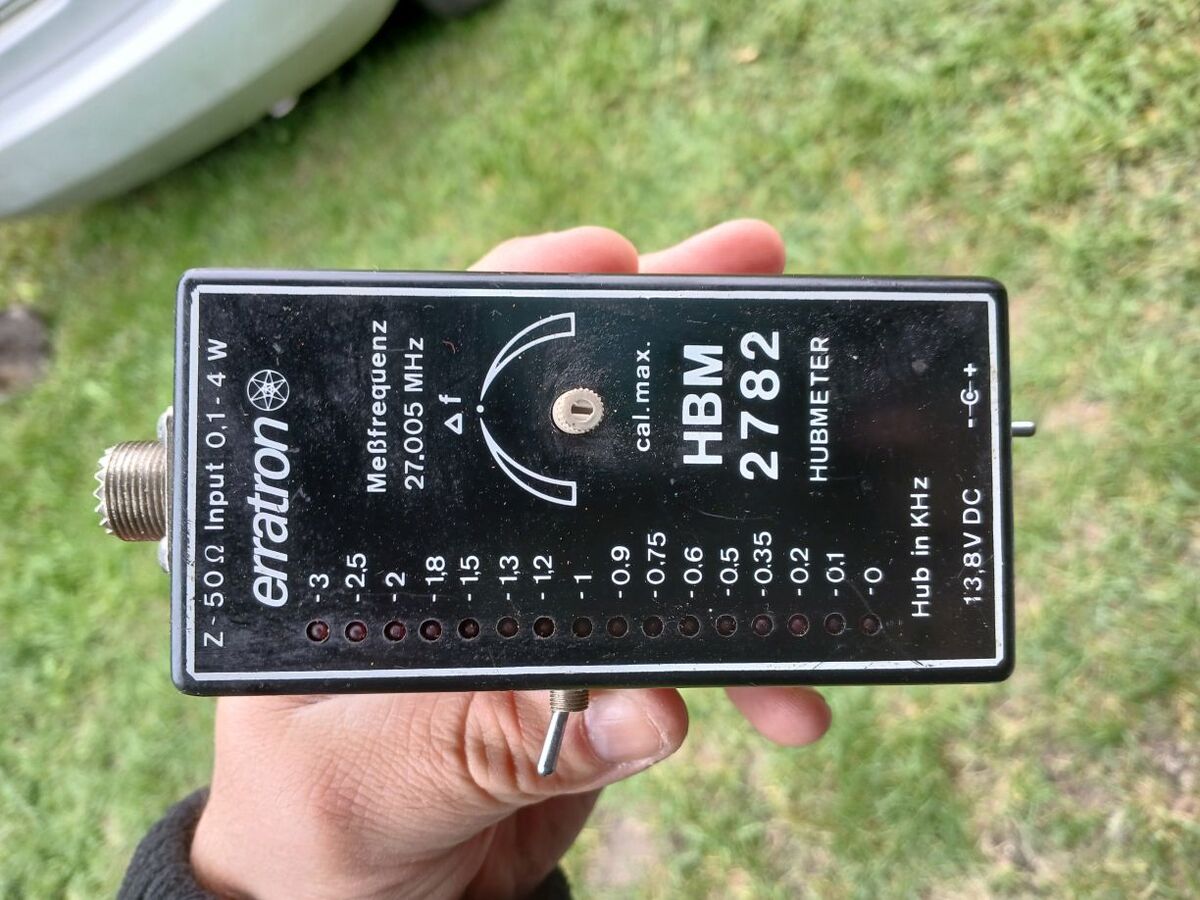 Z ~ 50 Ω Input 0,1 - 4 W
erratron
Meßfrequenz
27.005 MHz
Δ f
cal. max.
HBM
2782
HUBMETER
- 3
- 2,5
- 2
- 1,8
- 1,5
- 1,3
- 1,2
- 1
- 0,9
- 0,75
- 0,6
- 0,5
- 0,35
- 0,2
- 0,1
- 0
Hub in KHz
13,8V DC - C +